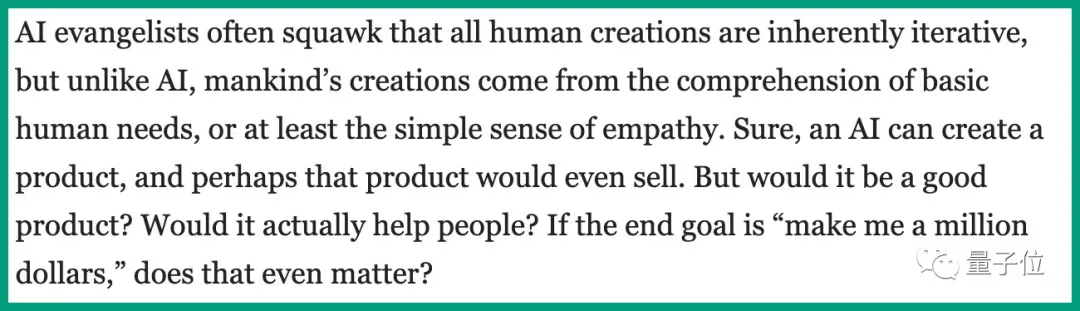 AI evangelists often squawk that all human creations are inherently iterative,
but unlike AI, mankind’s creations come from the comprehension of basic
human needs, or at least the simple sense of empathy. Sure, an AI can create a
product, and perhaps that product would even sell. But would it be a good
product? Would it actually help people? If the end goal is “make me a million
dollars,” does that even matter?
量子位